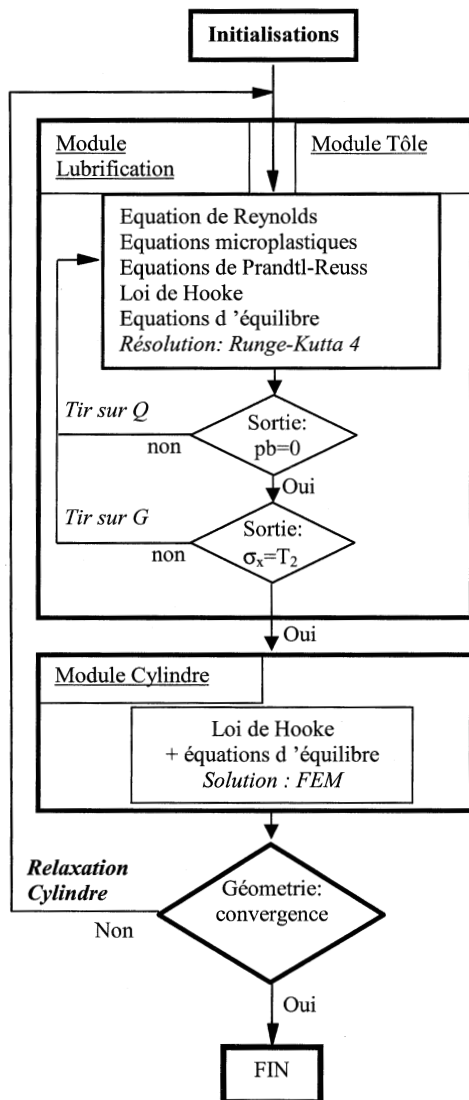 Initialisations
Module
Lubrification
Module Tôle
Equation de Reynolds
Equations microplastiques
Equations de Prandtl-Reuss
Loi de Hooke
Equations d ’équilibre
Résolution: Runge-Kutta 4
Tir sur Q
non
Sortie:
pb=0
Oui
Tir sur G
non
Sortie:
σx=T2
Oui
Module Cylindre
Loi de Hooke
+ équations d ’équilibre
Solution : FEM
Relaxation
Cylindre
Non
Géometrie:
convergence
Oui
FIN